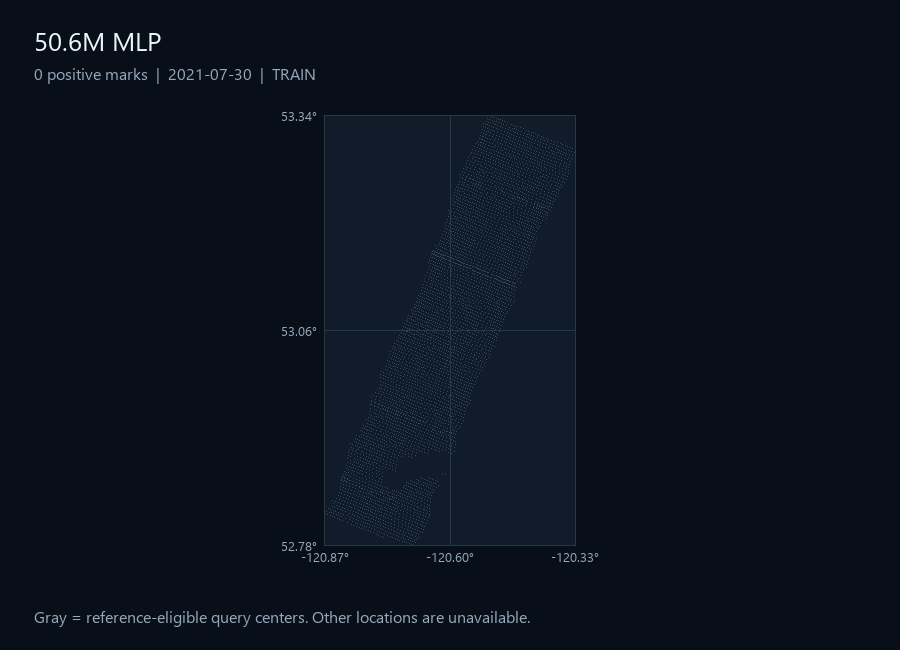 50.6M MLP
0 positive marks | 2021-07-30 | TRAIN
53.34°
53.06°
52.78°
-120.87°
-120.60°
-120.33°
Gray = reference-eligible query centers. Other locations are unavailable.